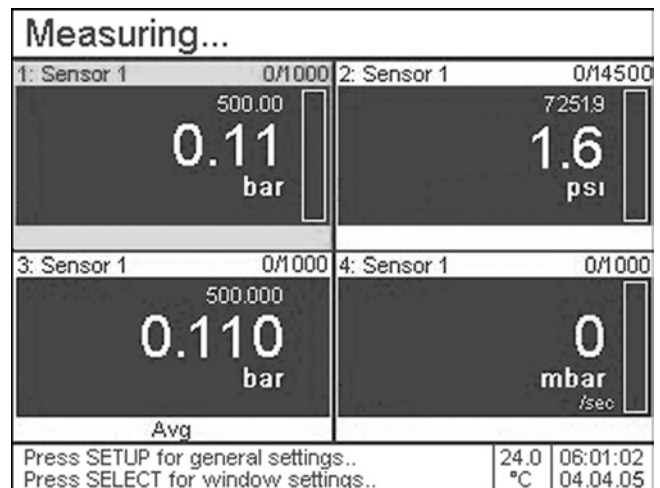 Measuring...
1: Sensor 1 0/1000
500.00
0.11
bar
2: Sensor 1 0/14500
7251.9
1.6
psi
3: Sensor 1 0/1000
500.000
0.110
bar
Avg
4: Sensor 1 0/1000
0
mbar
/sec
Press SETUP for general settings..
Press SELECT for window settings..
24.0
°C
06:01:02
04.04.05